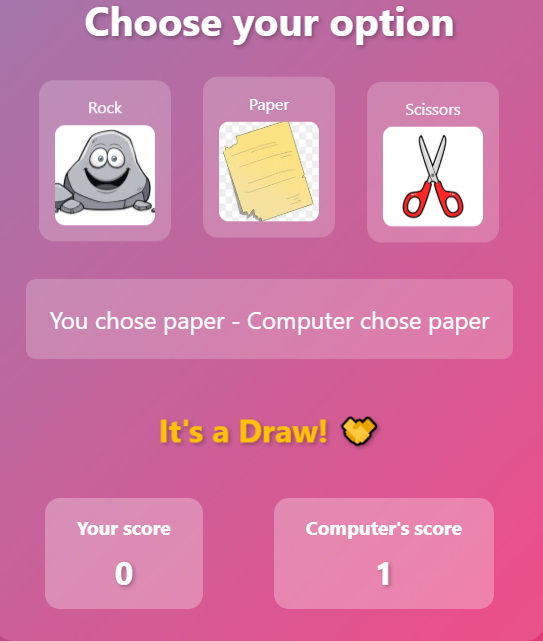 Choose your option
Rock
Paper
Scissors
You chose paper - Computer chose paper
It's a Draw! 🤝
Your score
Computer's score
0
1